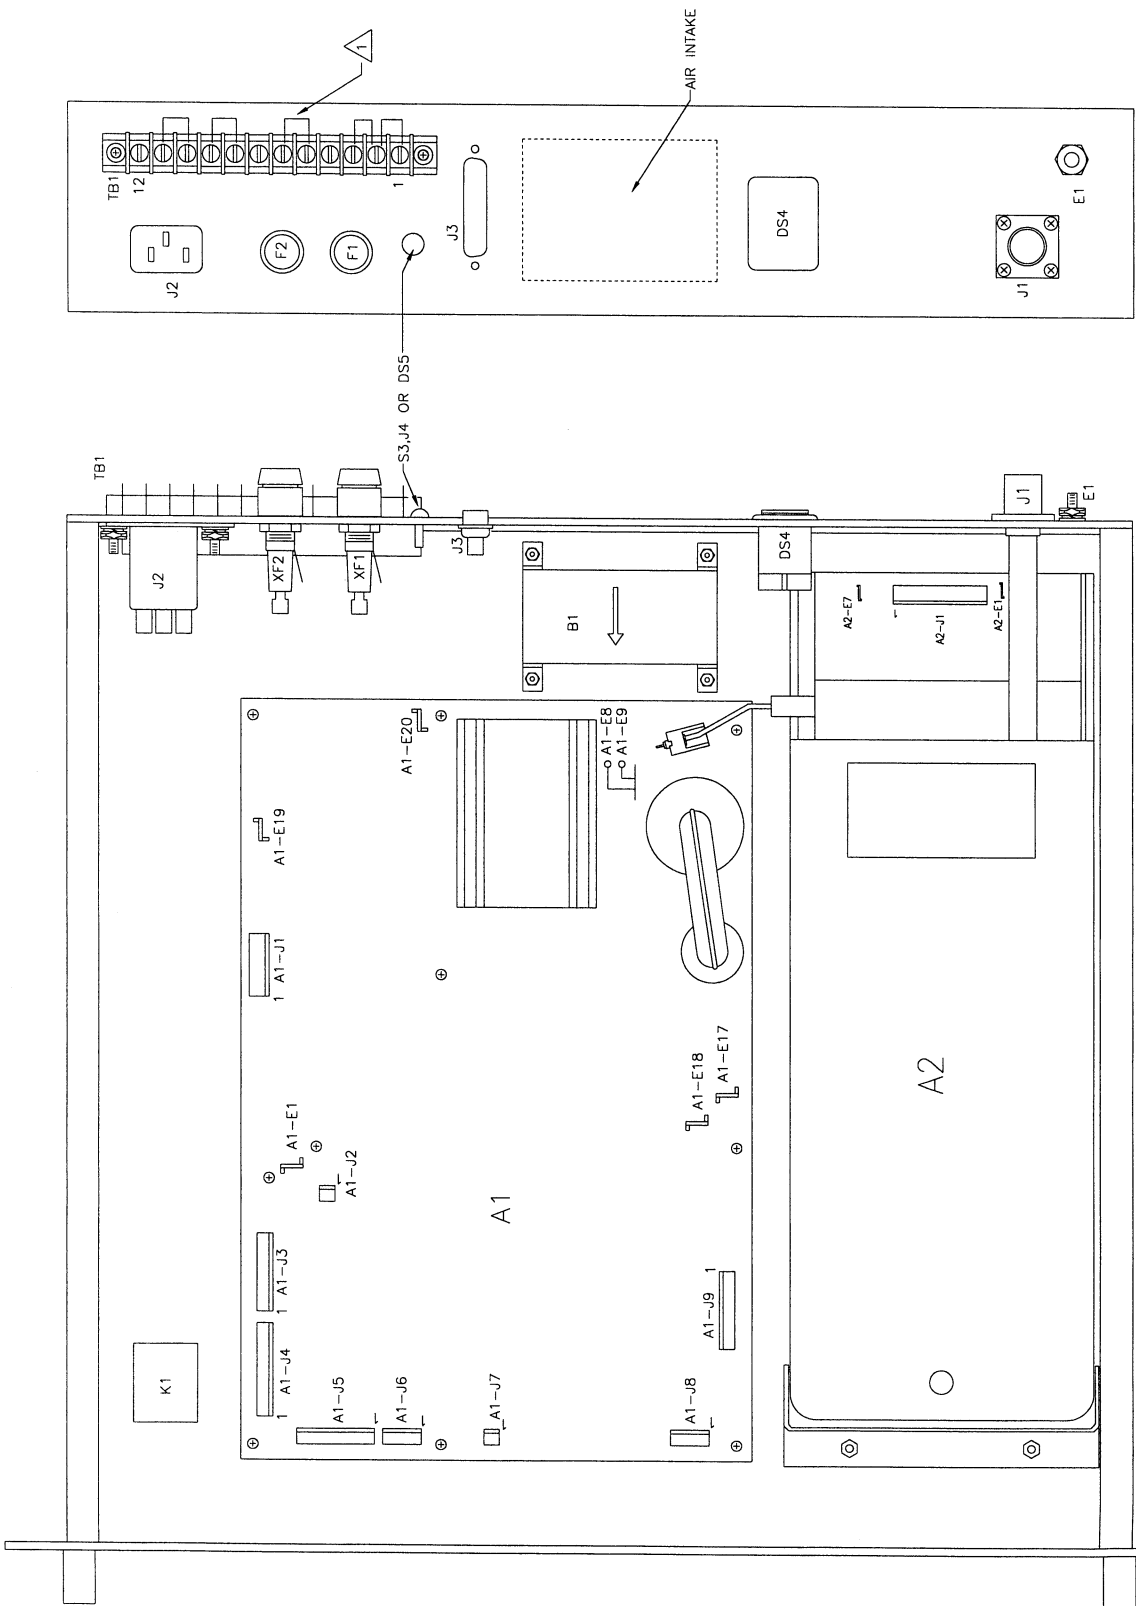 1
AIR INTAKE
TB1
12
1
J2
F2
F1
J3
DS4
J1
E1
S3,J4 OR DS5
TB1
J2
XF2
XF1
J3
B1
DS4
J1
E1
A2-E7
A2-J1
A2-E1
A1-E20
A1-E8
A1-E9
A1-E19
1 A1-J1
A1-E1
A1-J2
A1-E18
A1-E17
A1
A2
1 A1-J3
1 A1-J4
K1
A1-J5
A1-J6
A1-J7
A1-J8
A1-J9 1